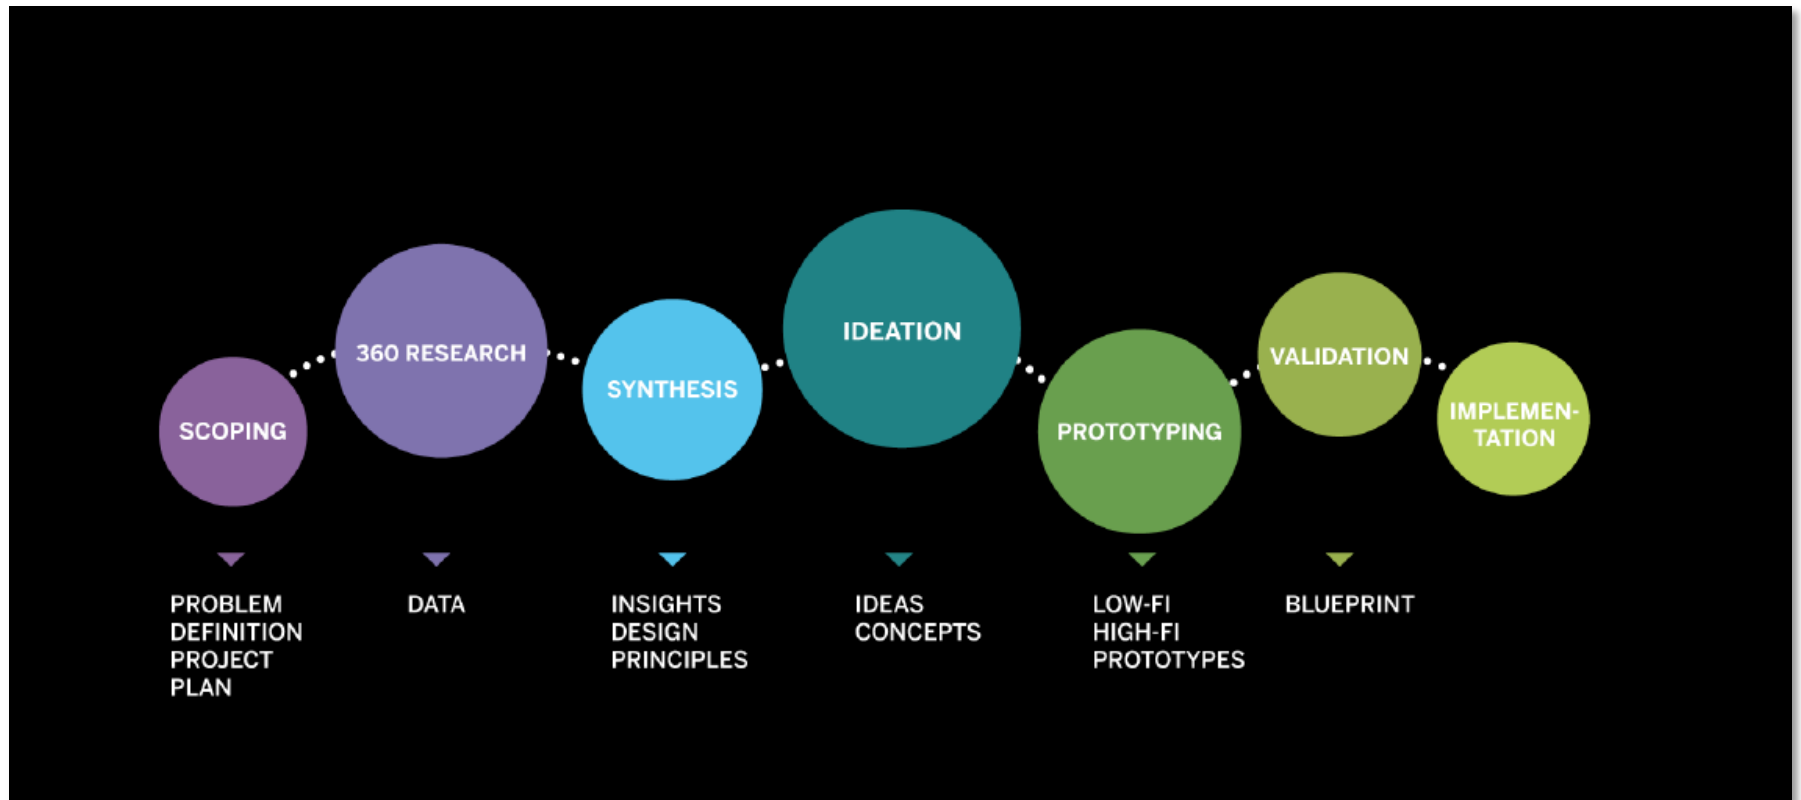 SCOPING
360 RESEARCH
SYNTHESIS
IDEATION
PROTOTYPING
VALIDATION
IMPLEMEN-
TATION
PROBLEM
DEFINITION
PROJECT
PLAN
DATA
INSIGHTS
DESIGN
PRINCIPLES
IDEAS
CONCEPTS
LOW-FI
HIGH-FI
PROTOTYPES
BLUEPRINT